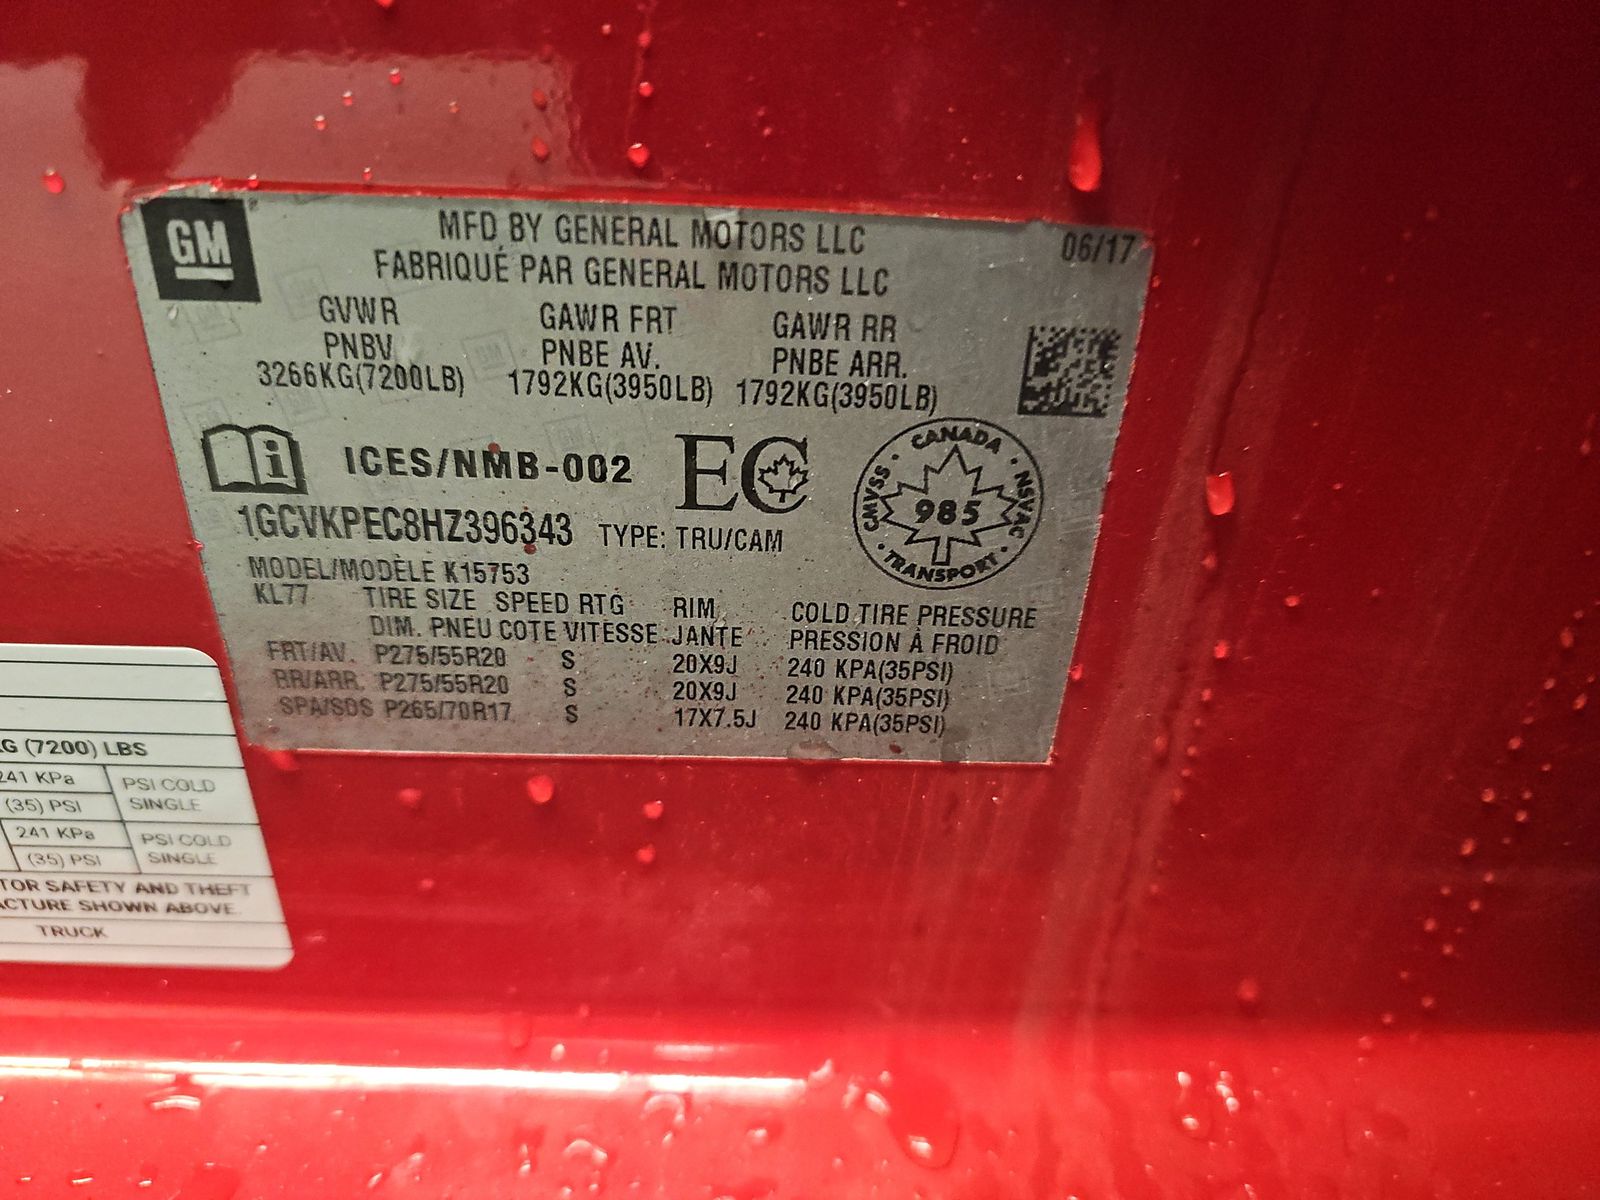 GM
MFD BY GENERAL MOTORS LLC
06/17
FABRIQUÉ PAR GENERAL MOTORS LLC
GVWR GAWR FRT GAWR RR
PNBV PNBE AV. PNBE ARR.
3266KG(7200LB) 1792KG(3950LB) 1792KG(3950LB)
ICES/NMB-002 EC
CANADA
CMVSS 985 NSVAC
TRANSPORT
1GCVKPEC8HZ396343 TYPE: TRU/CAM
MODEL/MODÈLE K15753
KL77 TIRE SIZE SPEED RTG RIM COLD TIRE PRESSURE
DIM. PNEU COTE VITESSE JANTE PRESSION À FROID
FRT/AV. P275/55R20 S 20X9J 240 KPA(35PSI)
RR/ARR. P275/55R20 S 20X9J 240 KPA(35PSI)
SPA/SDS P265/70R17 S 17X7.5J 240 KPA(35PSI)
(7200) LBS
241 KPa PSI COLD
(35) PSI SINGLE
241 KPa PSI COLD
(35) PSI SINGLE
SAFETY AND THEFT
SHOWN ABOVE.
TRUCK